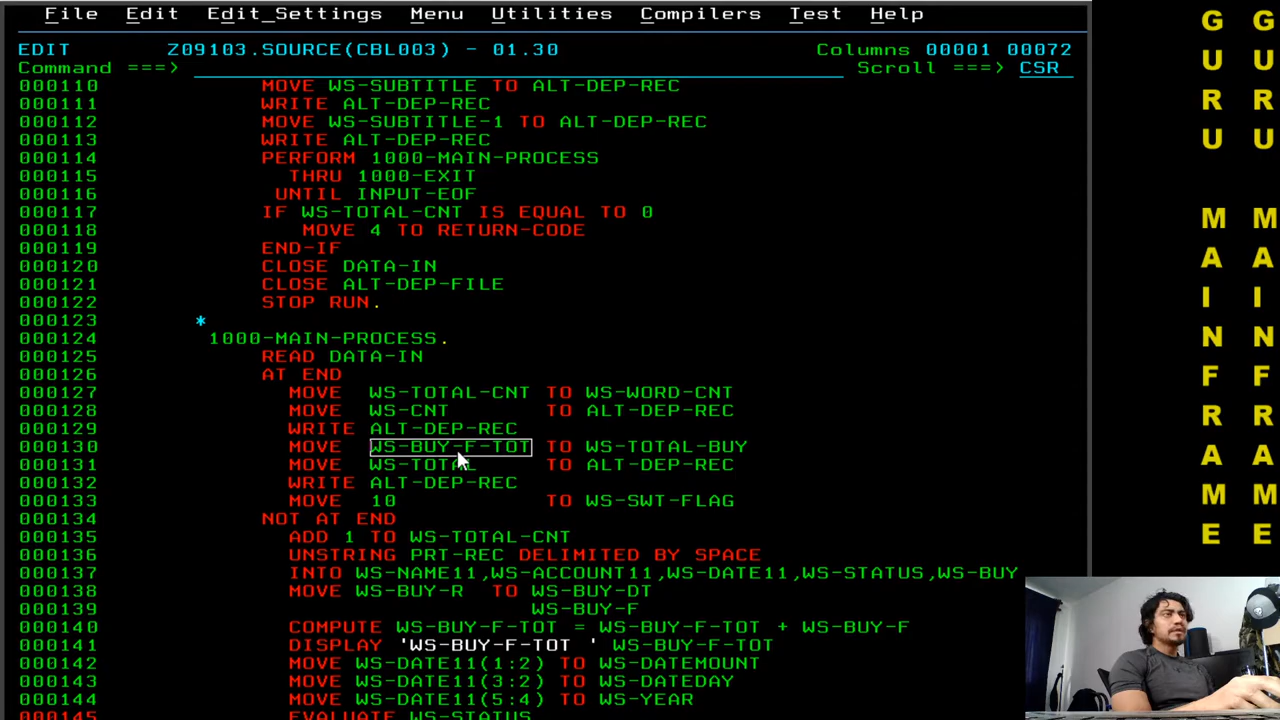 File Edit Edit_Settings Menu Utilities Compilers Test Help
EDIT Z09103.SOURCE(CBL003) - 01.30 Columns 00001 00072
Command ===> Scroll ===> CSR
000110 MOVE WS-SUBTITLE TO ALT-DEP-REC
000111 WRITE ALT-DEP-REC
000112 MOVE WS-SUBTITLE-1 TO ALT-DEP-REC
000113 WRITE ALT-DEP-REC
000114 PERFORM 1000-MAIN-PROCESS
000115 THRU 1000-EXIT
000116 UNTIL INPUT-EOF
000117 IF WS-TOTAL-CNT IS EQUAL TO 0
000118 MOVE 4 TO RETURN-CODE
000119 END-IF
000120 CLOSE DATA-IN
000121 CLOSE ALT-DEP-FILE
000122 STOP RUN.
000123 *
000124 1000-MAIN-PROCESS.
000125 READ DATA-IN
000126 AT END
000127 MOVE WS-TOTAL-CNT TO WS-WORD-CNT
000128 MOVE WS-CNT TO ALT-DEP-REC
000129 WRITE ALT-DEP-REC
000130 MOVE WS-BUY-F-TOT TO WS-TOTAL-BUY
000131 MOVE WS-TOTAL TO ALT-DEP-REC
000132 WRITE ALT-DEP-REC
000133 MOVE 10 TO WS-SWT-FLAG
000134 NOT AT END
000135 ADD 1 TO WS-TOTAL-CNT
000136 UNSTRING PRT-REC DELIMITED BY SPACE
000137 INTO WS-NAME11,WS-ACCOUNT11,WS-DATE11,WS-STATUS,WS-BUY
000138 MOVE WS-BUY-R TO WS-BUY-DT
000139 WS-BUY-F
000140 COMPUTE WS-BUY-F-TOT = WS-BUY-F-TOT + WS-BUY-F
000141 DISPLAY 'WS-BUY-F-TOT ' WS-BUY-F-TOT
000142 MOVE WS-DATE11(1:2) TO WS-DATEMOUNT
000143 MOVE WS-DATE11(3:2) TO WS-DATEDAY
000144 MOVE WS-DATE11(5:4) TO WS-YEAR
000145 EVALUATE WS-STATUS
GURU MAINFRAME
GURU MAINFRAME